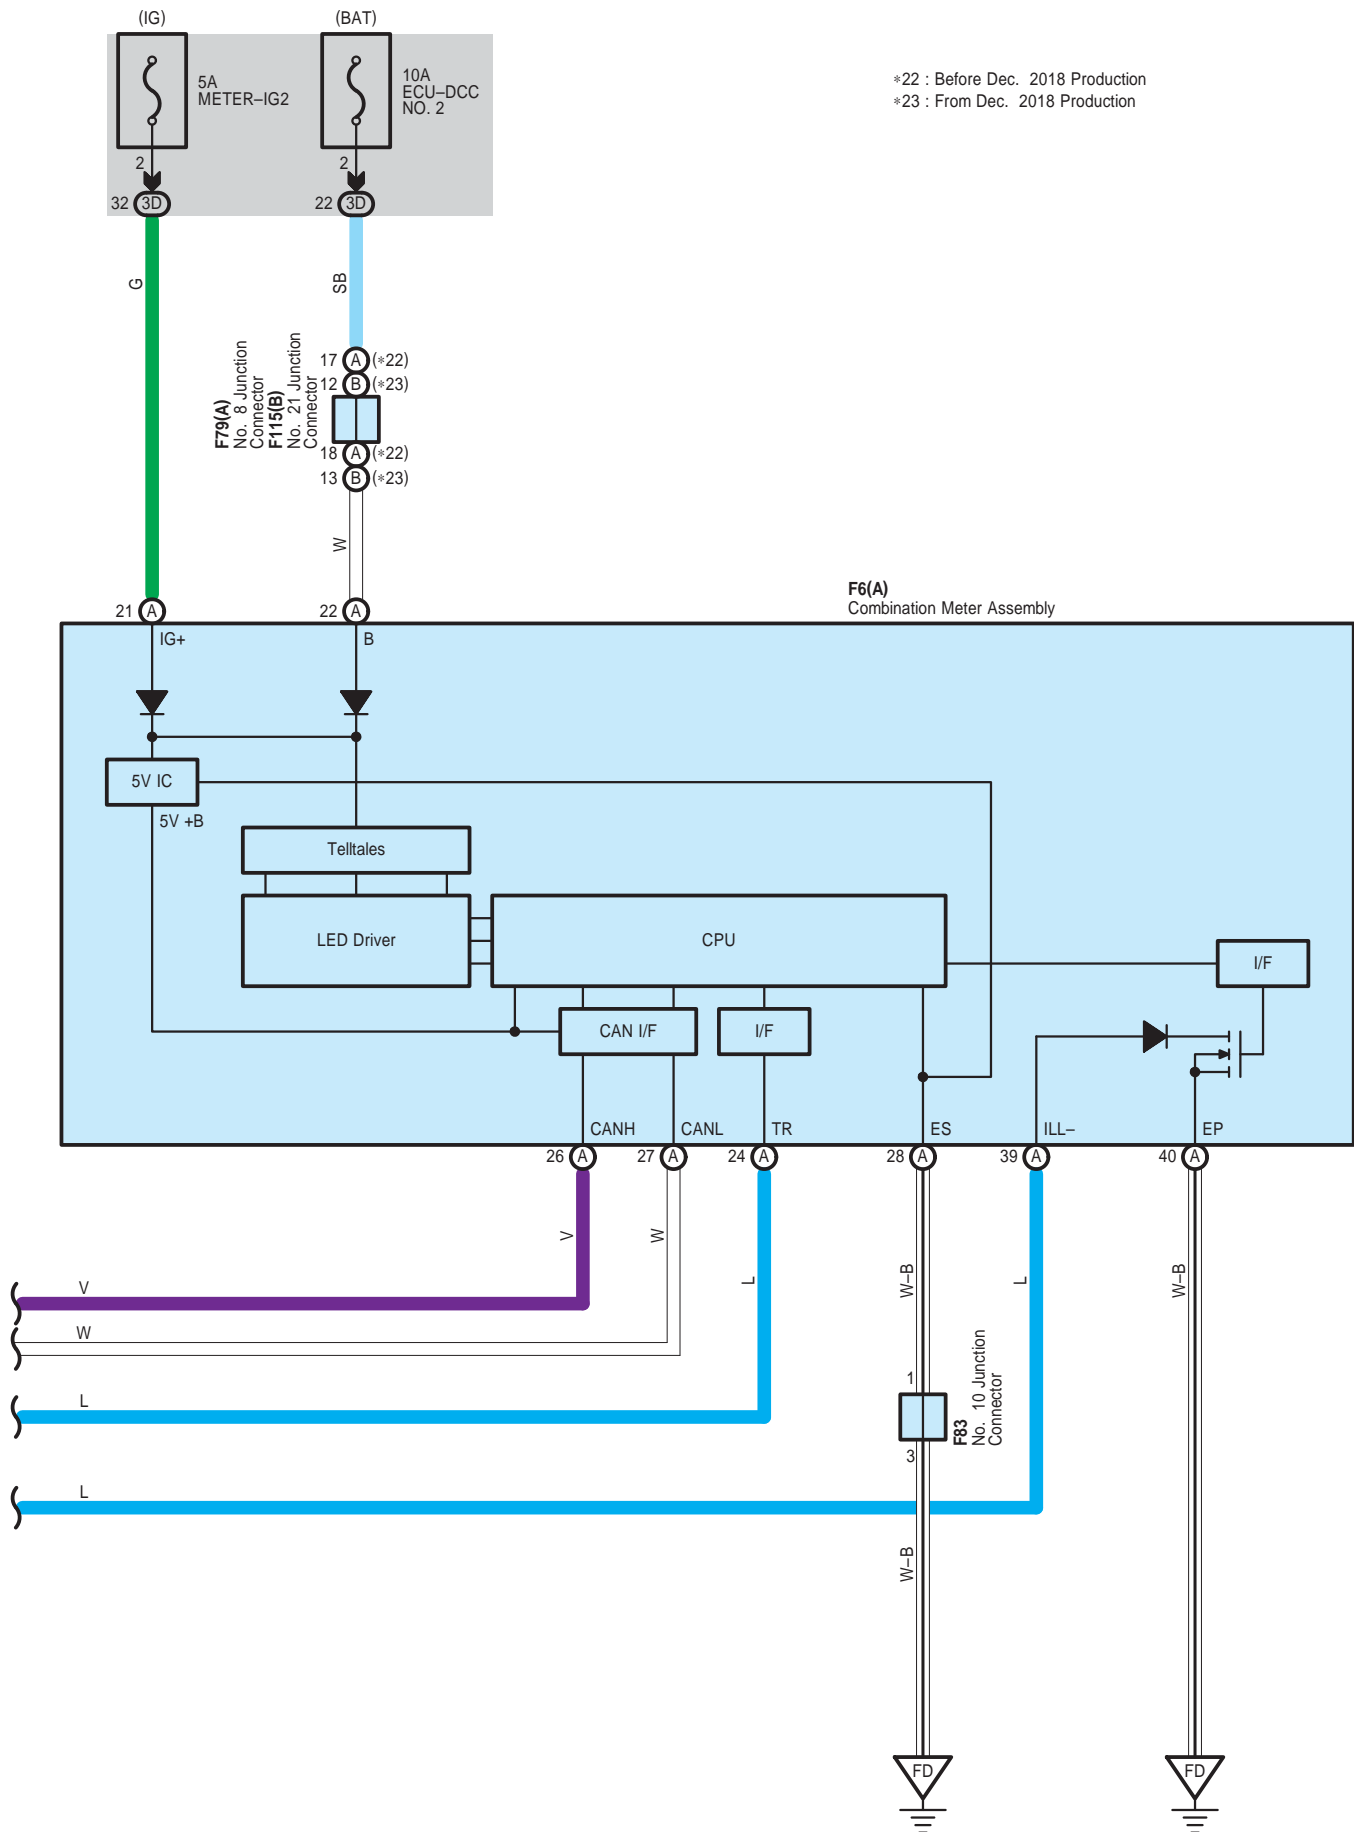 (IG)
(BAT)
5A
METER–IG2
10A
ECU–DCC
NO. 2
∗22 : Before Dec. 2018 Production
∗23 : From Dec. 2018 Production
2
2
32 3D
22 3D
G
SB
F79(A)
No. 8 Junction
Connector
F115(B)
No. 21 Junction
Connector
17 A (∗22)
12 B (∗23)
18 A (∗22)
13 B (∗23)
W
F6(A)
Combination Meter Assembly
21 A
22 A
IG+
B
5V IC
5V +B
Telltales
LED Driver
CPU
I/F
CAN I/F
I/F
CANH
CANL
TR
ES
ILL–
EP
26 A
27 A
24 A
28 A
39 A
40 A
V
W
L
W–B
L
W–B
V
W
L
L
1
F83
No. 10 Junction
Connector
3
W–B
FD
FD